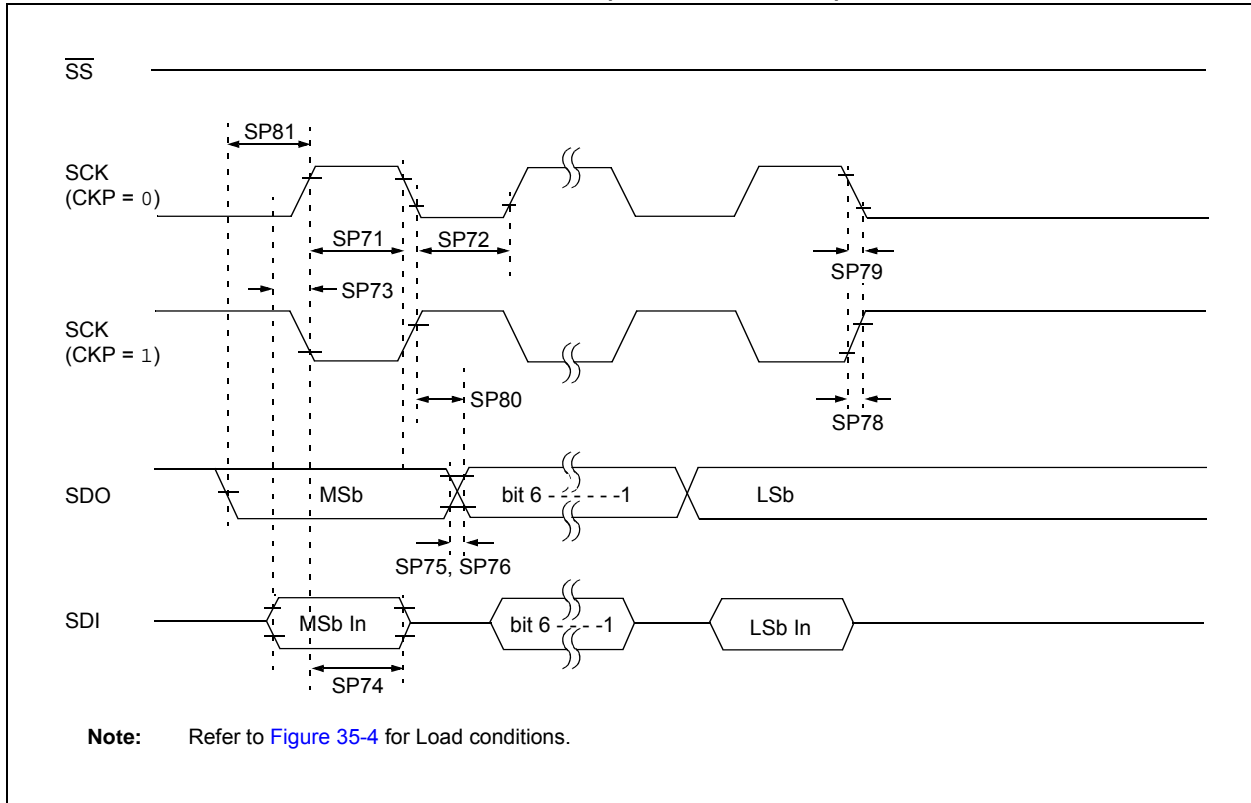 SS
SP81
SCK
(CKP = 0)
SP71
SP72
SP79
SP73
SCK
(CKP = 1)
SP80
SP78
SDO
MSb
bit 6 - - - - - -1
LSb
SP75, SP76
SDI
MSb In
bit 6 - - - -1
LSb In
SP74
Note: Refer to Figure 35-4 for Load conditions.